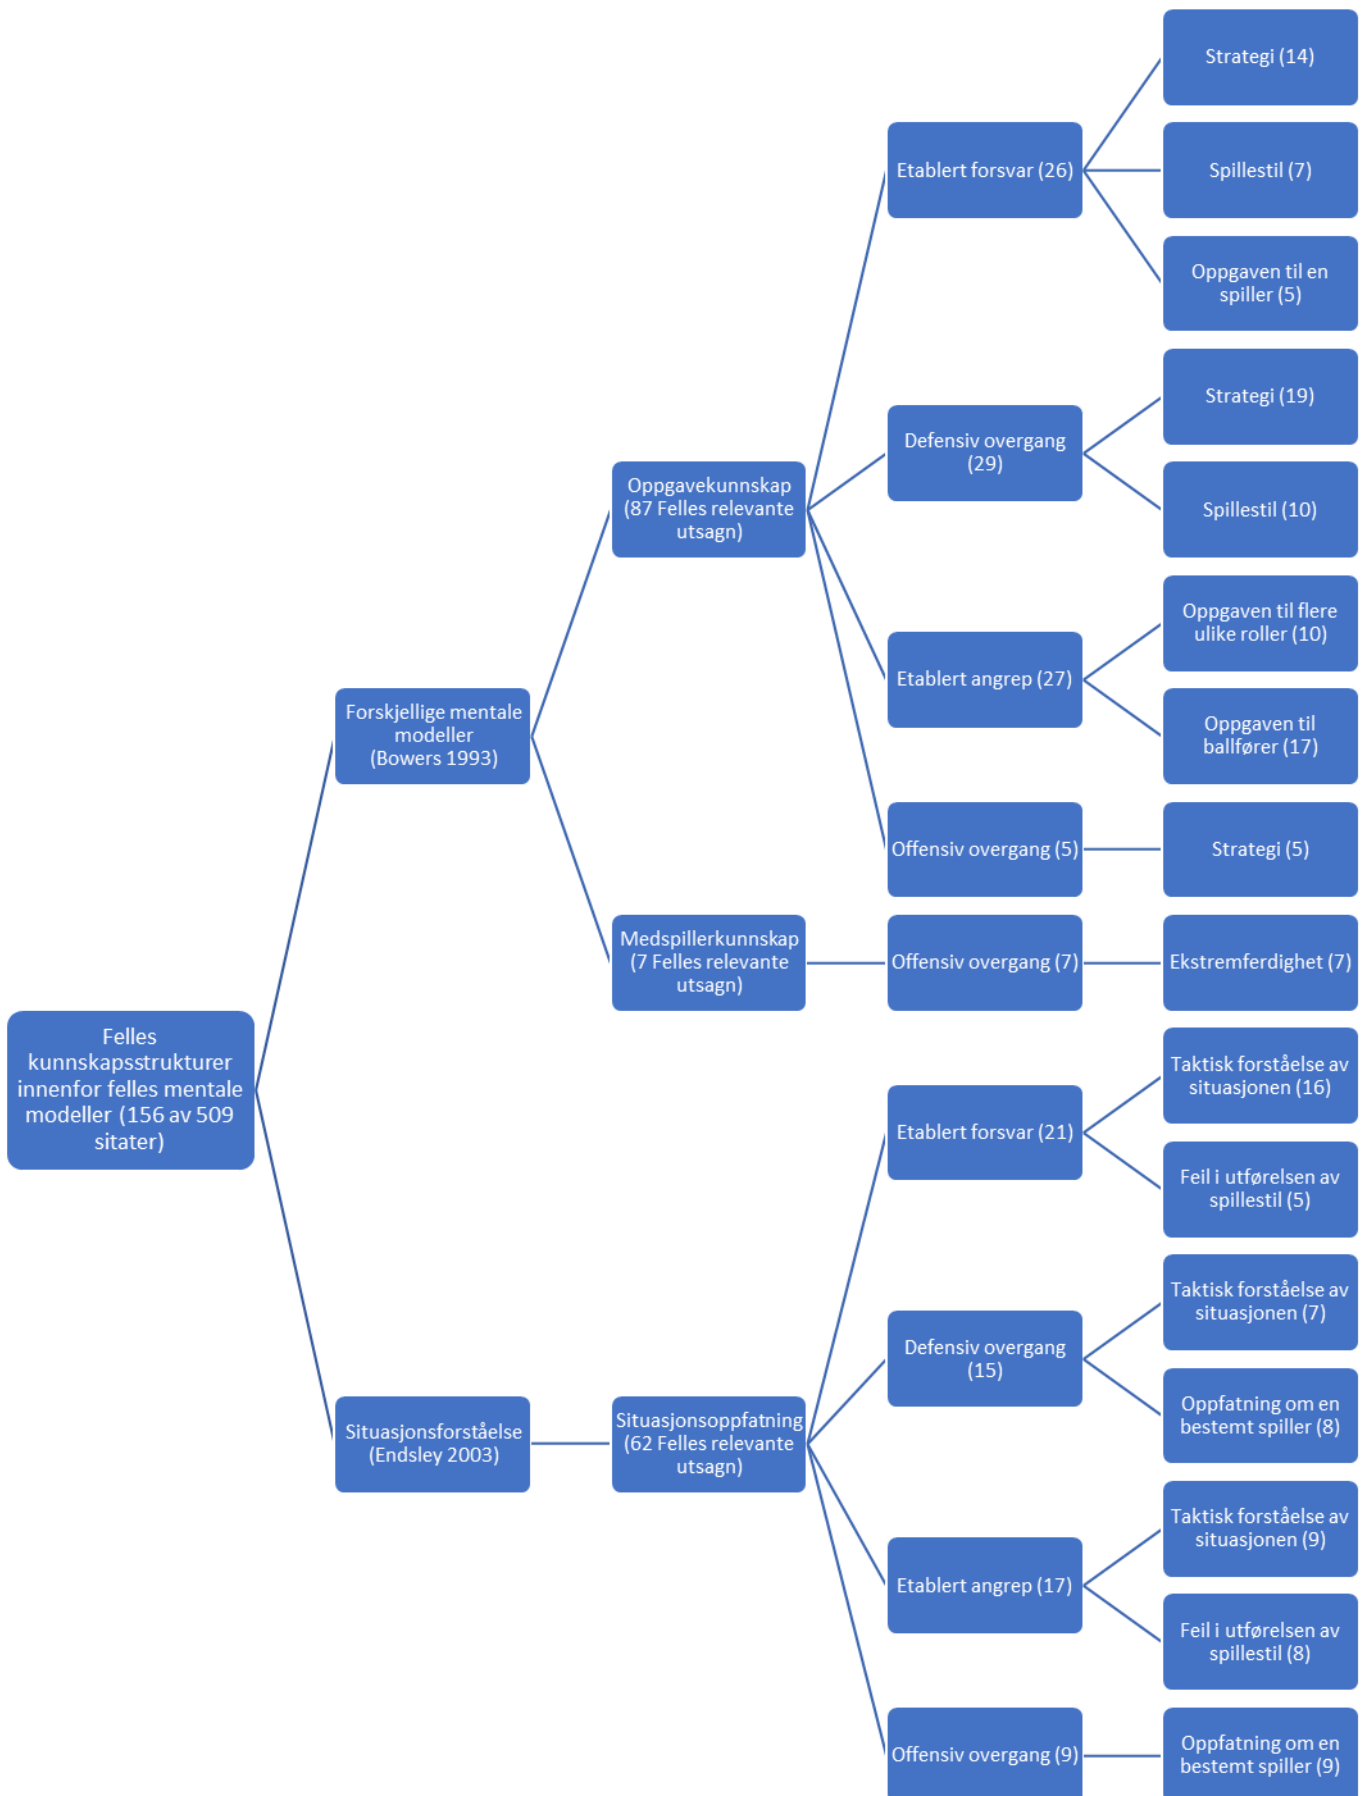 Felles
kunnskapsstrukturer
innenfor felles mentale
modeller (156 av 509
sitater)
Forskjellige mentale
modeller
(Bowers 1993)
Oppgavekunnskap
(87 Felles relevante
utsagn)
Etablert forsvar (26)
Strategi (14)
Spillestil (7)
Oppgaven til en
spiller (5)
Defensiv overgang
(29)
Strategi (19)
Spillestil (10)
Etablert angrep (27)
Oppgaven til flere
ulike roller (10)
Oppgaven til
ballfører (17)
Offensiv overgang (5)
Strategi (5)
Medspillerkunnskap
(7 Felles relevante
utsagn)
Offensiv overgang (7)
Ekstremferdighet (7)
Situasjonsforståelse
(Endsley 2003)
Situasjonsoppfatning
(62 Felles relevante
utsagn)
Etablert forsvar (21)
Taktisk forståelse av
situasjonen (16)
Feil i utførelsen av
spillestil (5)
Defensiv overgang
(15)
Taktisk forståelse av
situasjonen (7)
Oppfatning om en
bestemt spiller (8)
Etablert angrep (17)
Taktisk forståelse av
situasjonen (9)
Feil i utførelsen av
spillestil (8)
Offensiv overgang (9)
Oppfatning om en
bestemt spiller (9)